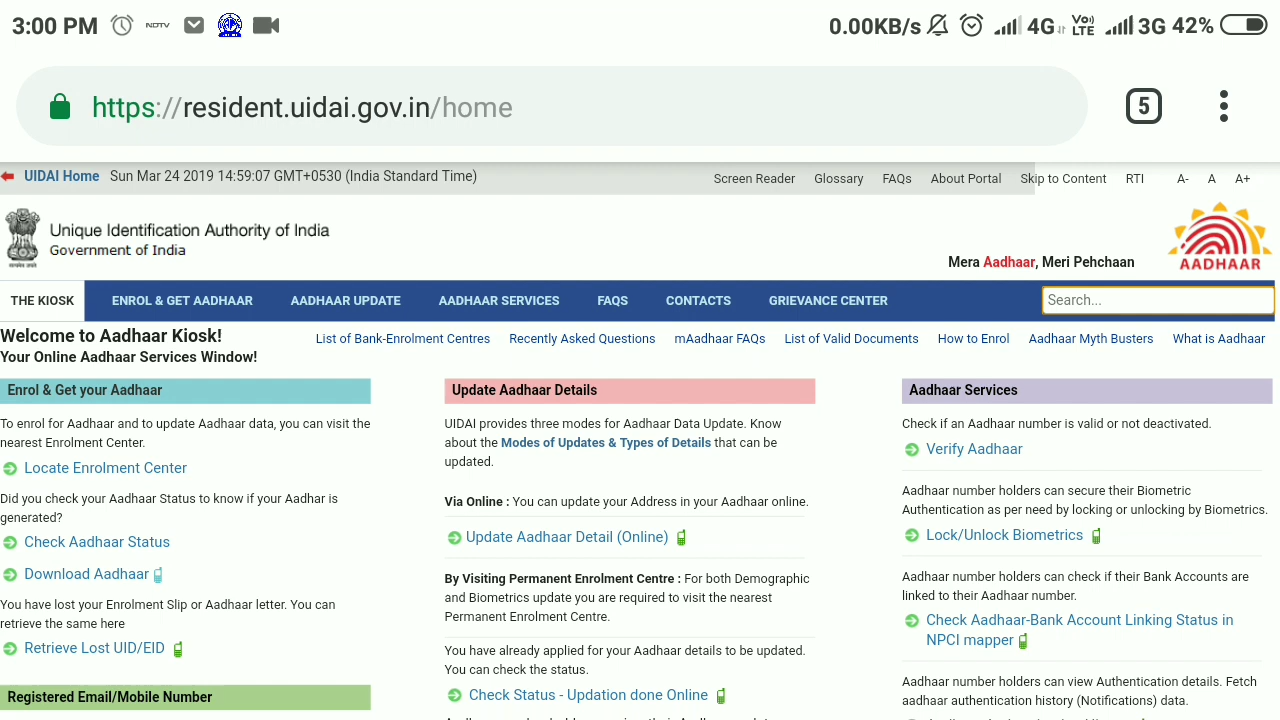 3:00 PM NDTV 0.00KB/s 4G VoLTE 3G 42%
https://resident.uidai.gov.in/home 5
UIDAI Home Sun Mar 24 2019 14:59:07 GMT+0530 (India Standard Time) Screen Reader Glossary FAQs About Portal Skip to Content RTI A- A A+
Unique Identification Authority of India
Government of India
Mera Aadhaar, Meri Pehchaan
AADHAAR
THE KIOSK ENROL & GET AADHAAR AADHAAR UPDATE AADHAAR SERVICES FAQS CONTACTS GRIEVANCE CENTER Search...
Welcome to Aadhaar Kiosk!
Your Online Aadhaar Services Window!
List of Bank-Enrolment Centres Recently Asked Questions mAadhaar FAQs List of Valid Documents How to Enrol Aadhaar Myth Busters What is Aadhaar
Enrol & Get your Aadhaar
To enrol for Aadhaar and to update Aadhaar data, you can visit the
nearest Enrolment Center.
Locate Enrolment Center
Did you check your Aadhaar Status to know if your Aadhar is
generated?
Check Aadhaar Status
Download Aadhaar
You have lost your Enrolment Slip or Aadhaar letter. You can
retrieve the same here
Retrieve Lost UID/EID
Registered Email/Mobile Number
Update Aadhaar Details
UIDAI provides three modes for Aadhaar Data Update. Know
about the Modes of Updates & Types of Details that can be
updated.
Via Online : You can update your Address in your Aadhaar online.
Update Aadhaar Detail (Online)
By Visiting Permanent Enrolment Centre : For both Demographic
and Biometrics update you are required to visit the nearest
Permanent Enrolment Centre.
You have already applied for your Aadhaar details to be updated.
You can check the status.
Check Status - Updation done Online
Aadhaar Services
Check if an Aadhaar number is valid or not deactivated.
Verify Aadhaar
Aadhaar number holders can secure their Biometric
Authentication as per need by locking or unlocking by Biometrics.
Lock/Unlock Biometrics
Aadhaar number holders can check if their Bank Accounts are
linked to their Aadhaar number.
Check Aadhaar-Bank Account Linking Status in
NPCI mapper
Aadhaar number holders can view Authentication details. Fetch
aadhaar authentication history (Notifications) data.